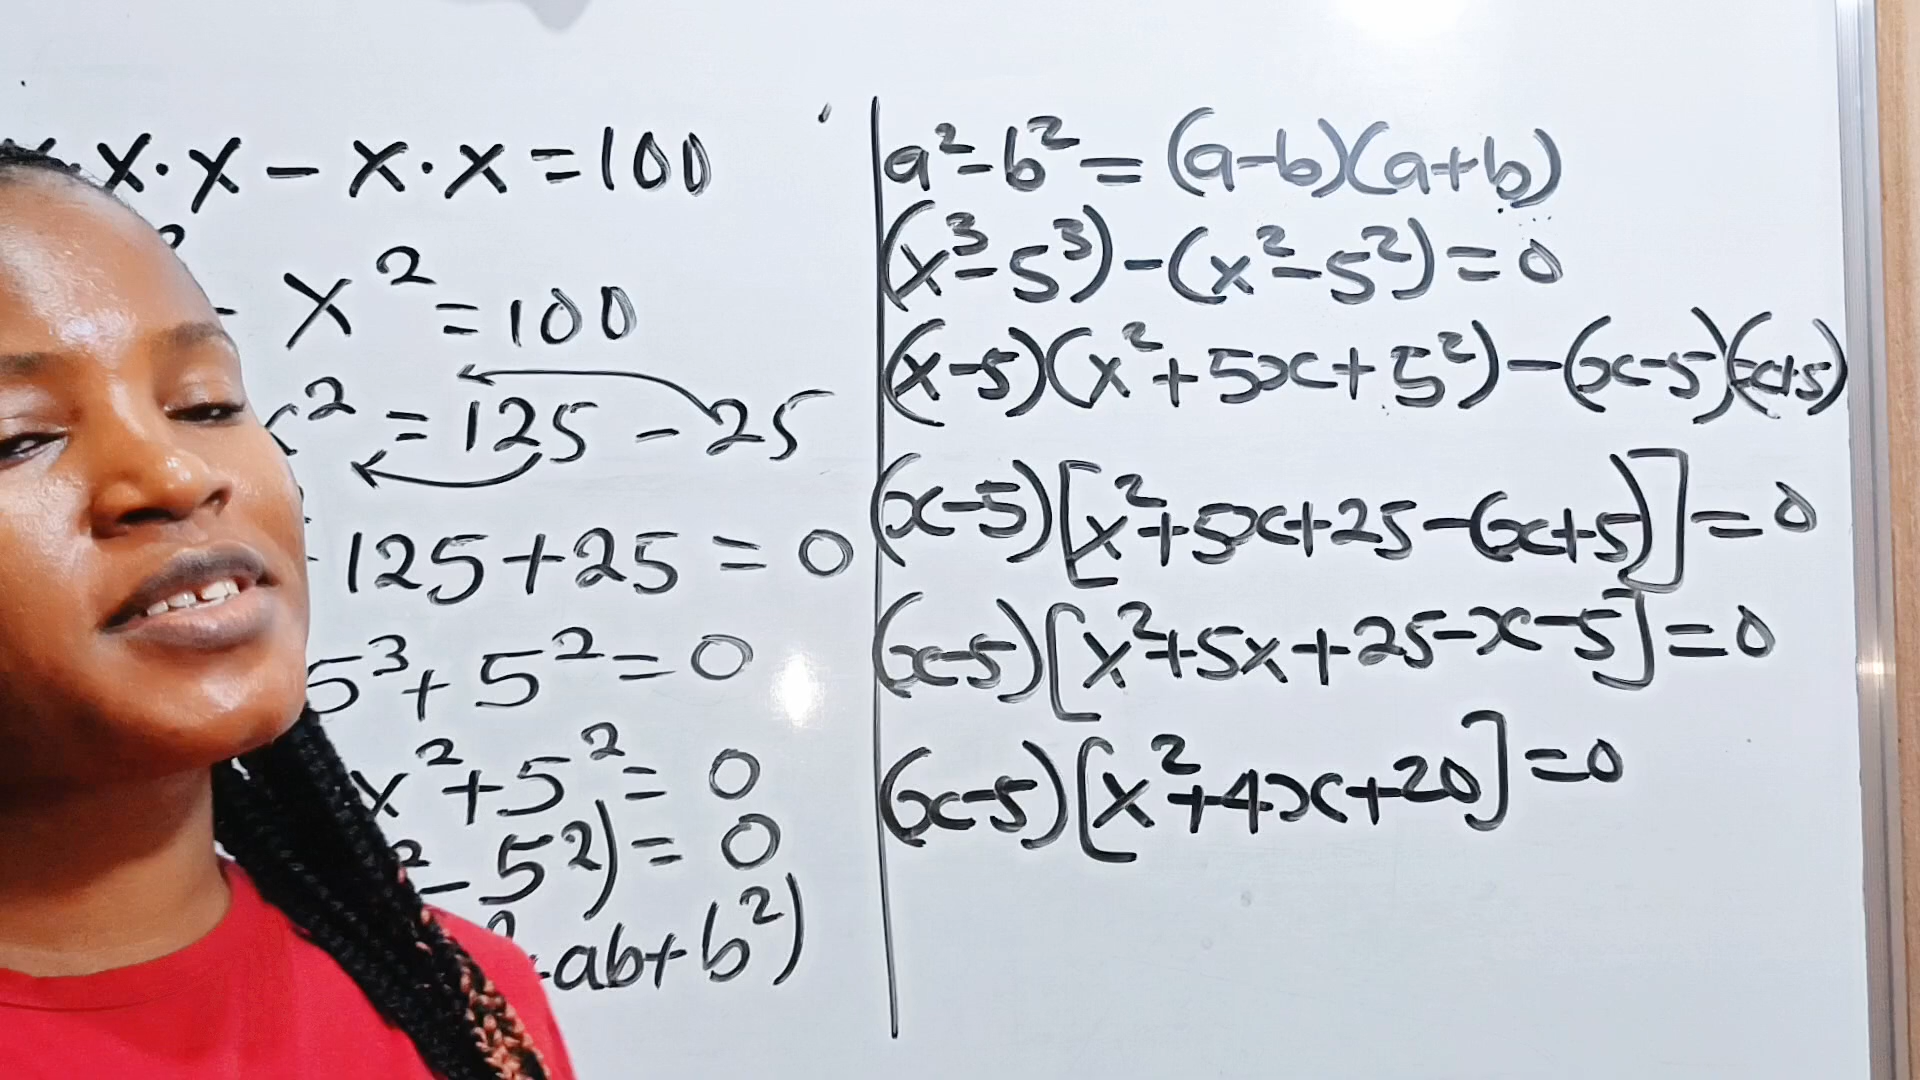 x·x - x·x = 100
- x² = 100
x² = 125 - 25
125 + 25 = 0
5³ + 5² = 0
x² + 5² = 0
² - 5²) = 0
ab + b²)
a² - b² = (a-b)(a+b)
(x³ - 5³) - (x² - 5²) = 0
(x-5)(x² + 5x + 5²) - (x-5)(x+5)
(x-5)[x² + 5x + 25 - (x+5)] = 0
(x-5)[x² + 5x + 25 - x - 5] = 0
(x-5)[x² + 4x + 20] = 0